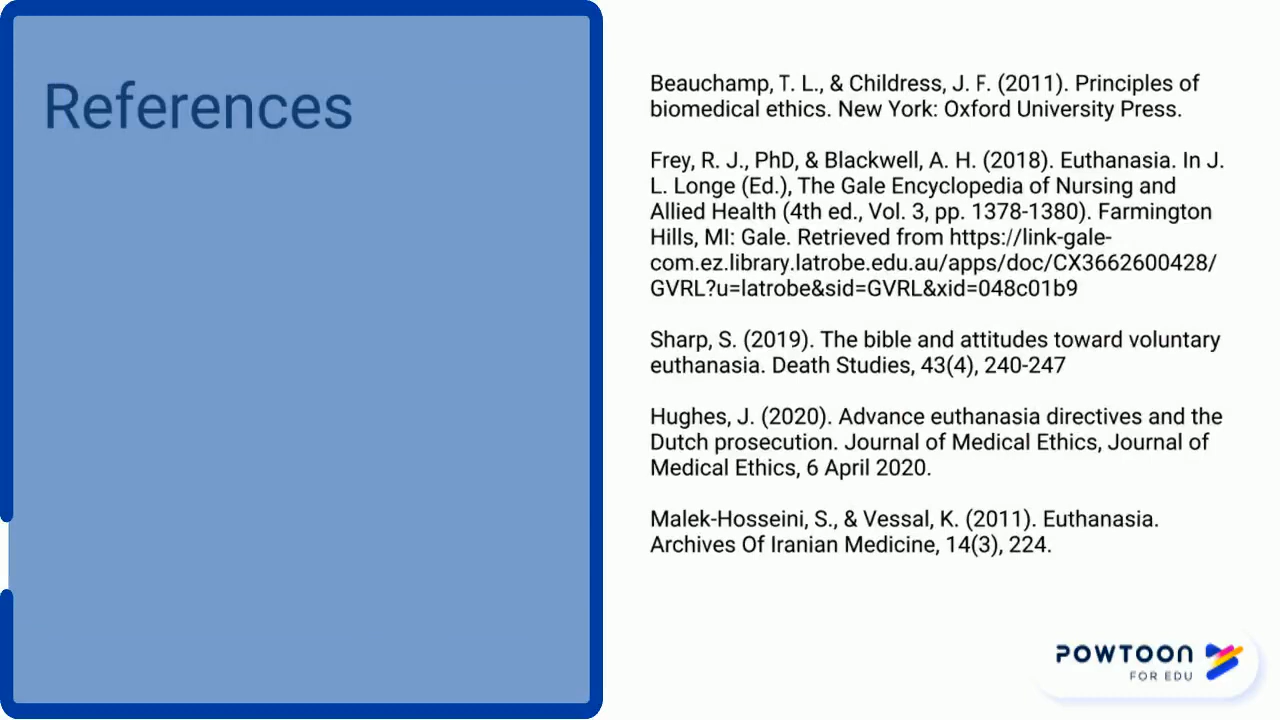 References
Beauchamp, T. L., & Childress, J. F. (2011). Principles of
biomedical ethics. New York: Oxford University Press.
Frey, R. J., PhD, & Blackwell, A. H. (2018). Euthanasia. In J.
L. Longe (Ed.), The Gale Encyclopedia of Nursing and
Allied Health (4th ed., Vol. 3, pp. 1378-1380). Farmington
Hills, MI: Gale. Retrieved from https://link-gale-
com.ez.library.latrobe.edu.au/apps/doc/CX3662600428/
GVRL?u=latrobe&sid=GVRL&xid=048c01b9
Sharp, S. (2019). The bible and attitudes toward voluntary
euthanasia. Death Studies, 43(4), 240-247
Hughes, J. (2020). Advance euthanasia directives and the
Dutch prosecution. Journal of Medical Ethics, Journal of
Medical Ethics, 6 April 2020.
Malek-Hosseini, S., & Vessal, K. (2011). Euthanasia.
Archives Of Iranian Medicine, 14(3), 224.
POWTOON
FOR EDU